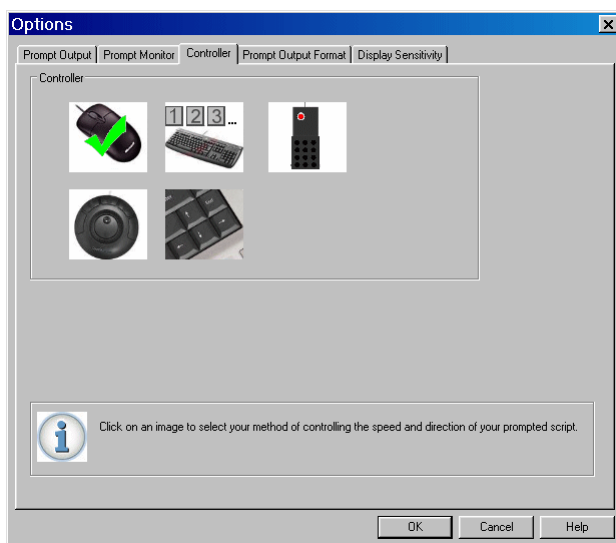 Options
Prompt Output
Prompt Monitor
Controller
Prompt Output Format
Display Sensitivity
Controller
1 2 3 ...
Click on an image to select your method of controlling the speed and direction of your prompted script.
OK
Cancel
Help